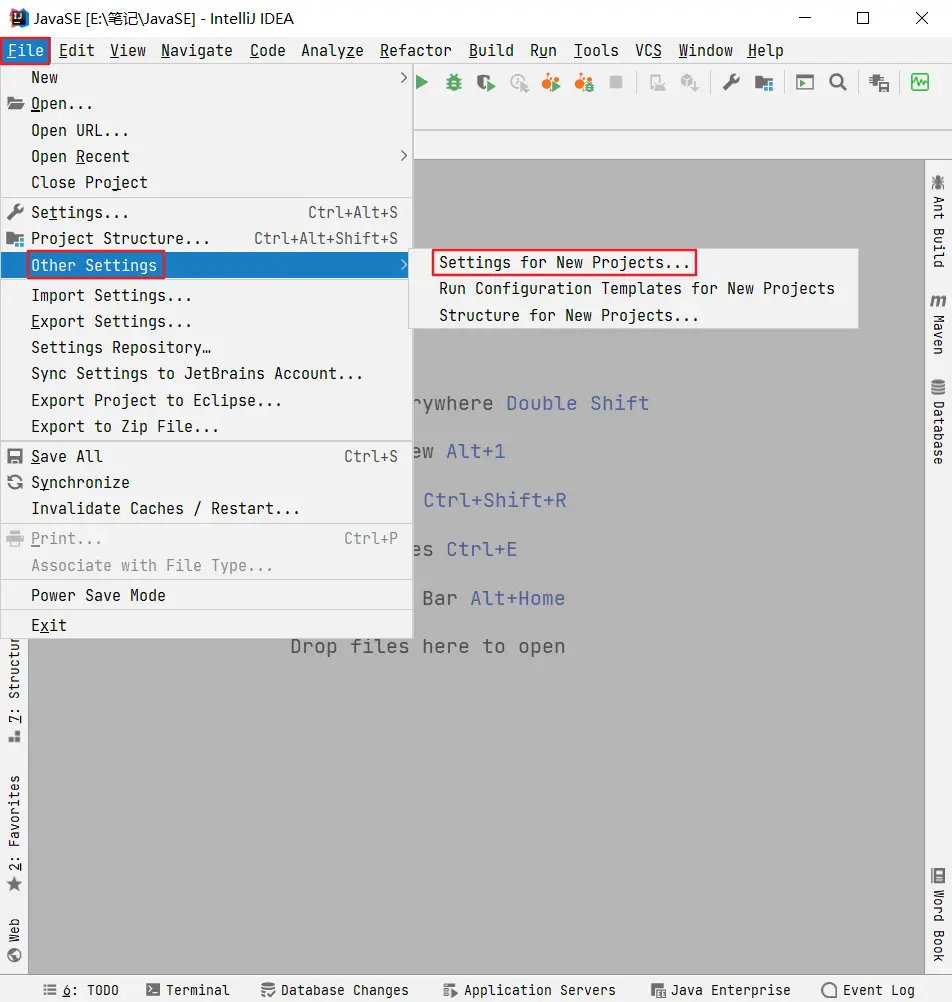 JavaSE [E:\笔记\JavaSE] - IntelliJ IDEA
File Edit View Navigate Code Analyze Refactor Build Run Tools VCS Window Help
New
Open...
Open URL...
Open Recent
Close Project
Settings... Ctrl+Alt+S
Project Structure... Ctrl+Alt+Shift+S
Other Settings
Settings for New Projects...
Run Configuration Templates for New Projects
Structure for New Projects...
Import Settings...
Export Settings...
Settings Repository…
Sync Settings to JetBrains Account...
Export Project to Eclipse...
Export to Zip File...
Save All Ctrl+S
Synchronize
Invalidate Caches / Restart...
Print... Ctrl+P
Associate with File Type...
Power Save Mode
Exit
rywhere Double Shift
ew Alt+1
Ctrl+Shift+R
es Ctrl+E
Bar Alt+Home
Drop files here to open
Ant Build
m Maven
Database
Word Book
7: Structur
2: Favorites
Web
6: TODO Terminal Database Changes Application Servers Java Enterprise Event Log